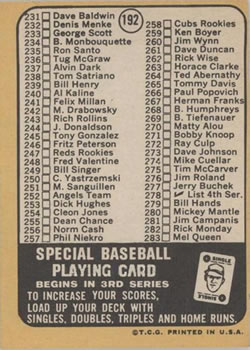 192
231 Dave Baldwin
232 Denis Menke
233 George Scott
234 B. Monbouquette
235 Ron Santo
236 Tug McGraw
237 Alvin Dark
238 Tom Satriano
239 Bill Henry
240 Al Kaline
241 Felix Millan
242 M. Drabowsky
243 Rich Rollins
244 J. Donaldson
245 Tony Gonzalez
246 Fritz Peterson
247 Reds Rookies
248 Fred Valentine
249 Bill Singer
250 C. Yastrzemski
251 M. Sanguillen
252 Angels Team
253 Dick Hughes
254 Cleon Jones
255 Dean Chance
256 Norm Cash
257 Phil Niekro
258 Cubs Rookies
259 Ken Boyer
260 Jim Wynn
261 Dave Duncan
262 Rick Wise
263 Horace Clarke
264 Ted Abernathy
265 Tommy Davis
266 Paul Popovich
267 Herman Franks
268 B. Humphreys
269 B. Tiefenauer
270 Matty Alou
271 Bobby Knoop
272 Ray Culp
273 Dave Johnson
274 Mike Cuellar
275 Tim McCarver
276 Jim Roland
277 Jerry Buchek
278 List 4th Ser.
279 Bill Hands
280 Mickey Mantle
281 Jim Campanis
282 Rick Monday
283 Mel Queen
SPECIAL BASEBALL
PLAYING CARD
BEGINS IN 3RD SERIES
TO INCREASE YOUR SCORES,
LOAD UP YOUR DECK WITH
SINGLES, DOUBLES, TRIPLES AND HOME RUNS.
SINGLE
SINGLE
©T.C.G. PRINTED IN U.S.A.